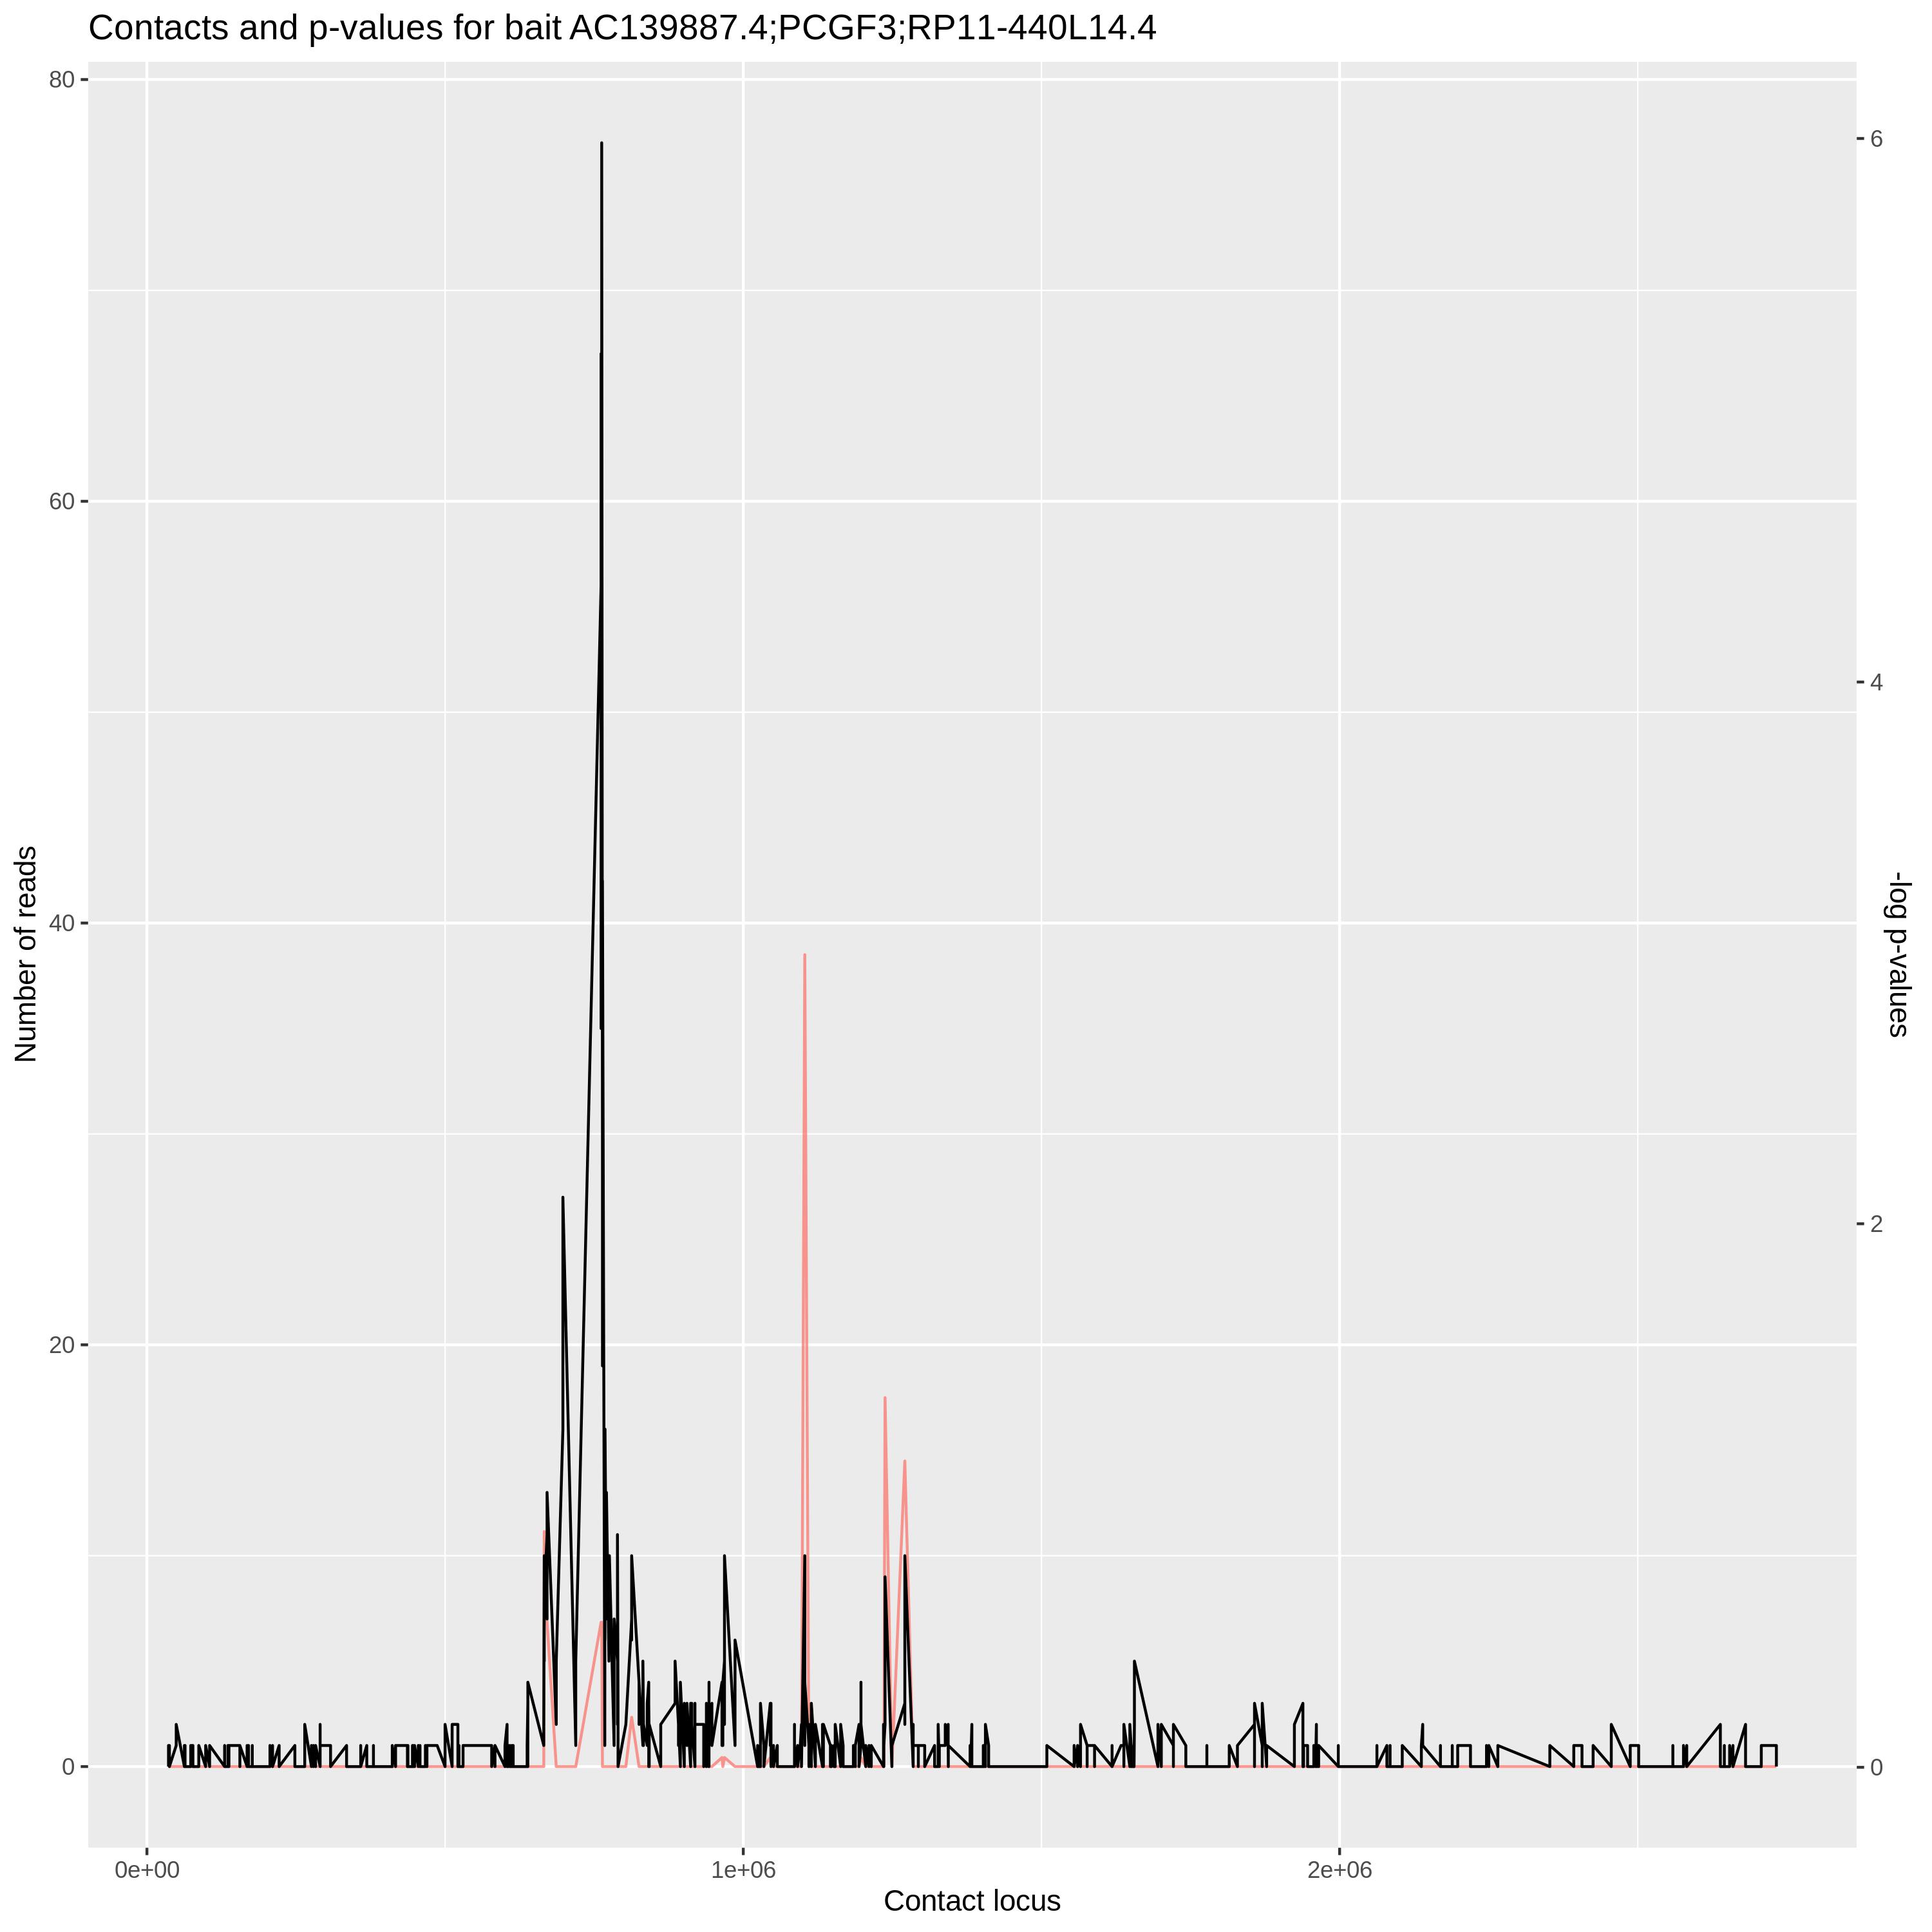 Contacts and p-values for bait AC139887.4;PCGF3;RP11-440L14.4
80
60
40
20
0
Number of reads
6
4
2
0
-log p-values
0e+00
1e+06
2e+06
Contact locus